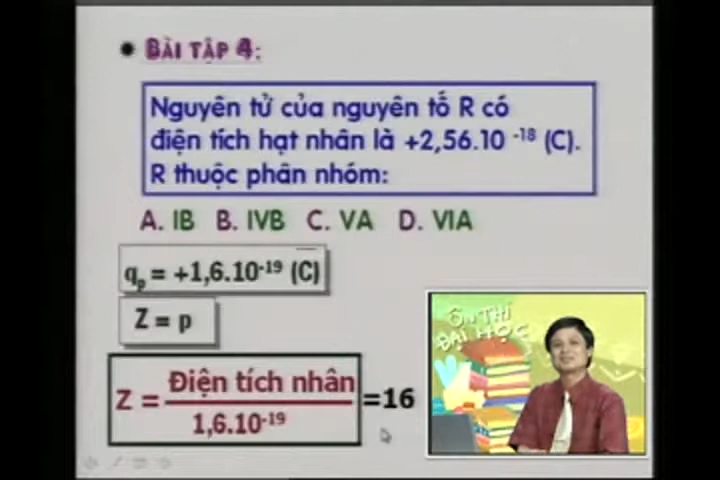 BÀI TẬP 4:
Nguyên tử của nguyên tố R có
điện tích hạt nhân là +2,56.10 ⁻¹⁸ (C).
R thuộc phân nhóm:
A. IB B. IVB C. VA D. VIA
qₚ = +1,6.10⁻¹⁹ (C)
Z = p
Z = Điện tích nhân =16
1,6.10⁻¹⁹
ÔN THI
ĐẠI HỌC